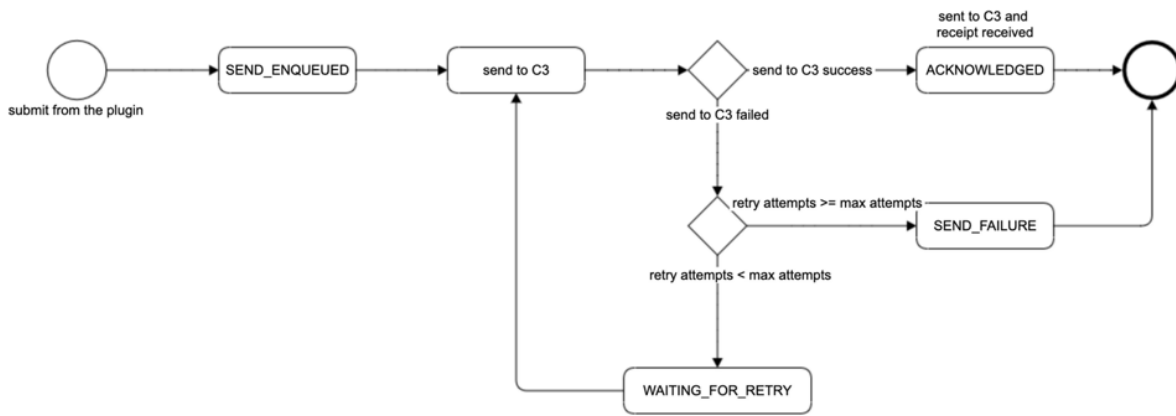 sent to C3 and
receipt received
SEND_ENQUEUED
send to C3
send to C3 success
ACKNOWLEDGED
submit from the plugin
send to C3 failed
retry attempts >= max attempts
SEND_FAILURE
retry attempts < max attempts
WAITING_FOR_RETRY